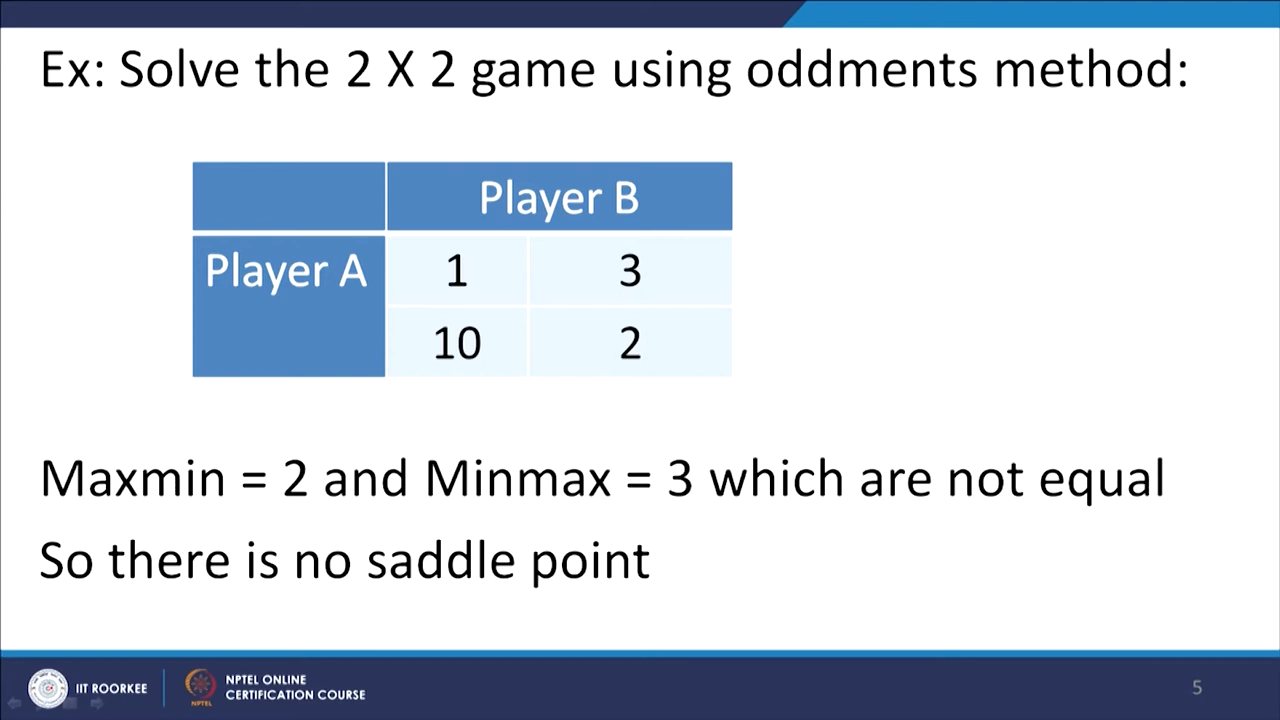 Ex: Solve the 2 X 2 game using oddments method:
Player B
Player A 1 3
10 2
Maxmin = 2 and Minmax = 3 which are not equal
So there is no saddle point
IIT ROORKEE
NPTEL ONLINE
CERTIFICATION COURSE
NPTEL
5